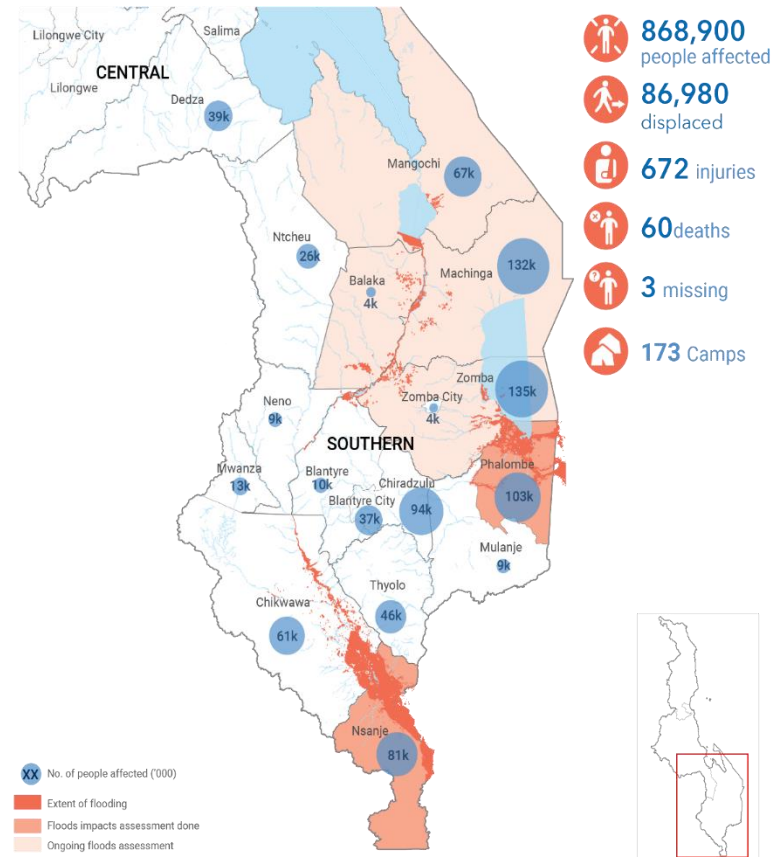 Lilongwe City
Salima
CENTRAL
Lilongwe
Dedza
39k
Mangochi
67k
Ntcheu
26k
Balaka
4k
Machinga
132k
Zomba
135k
Zomba City
4k
Neno
9k
SOUTHERN
Mwanza
13k
Blantyre
10k
Blantyre City
37k
Chiradzulu
94k
Phalombe
103k
Mulanje
9k
Thyolo
46k
Chikwawa
61k
Nsanje
81k
868,900
people affected
86,980
displaced
672 injuries
60deaths
3 missing
173 Camps
XX No. of people affected ('000)
Extent of flooding
Floods impacts assessment done
Ongoing floods assessment